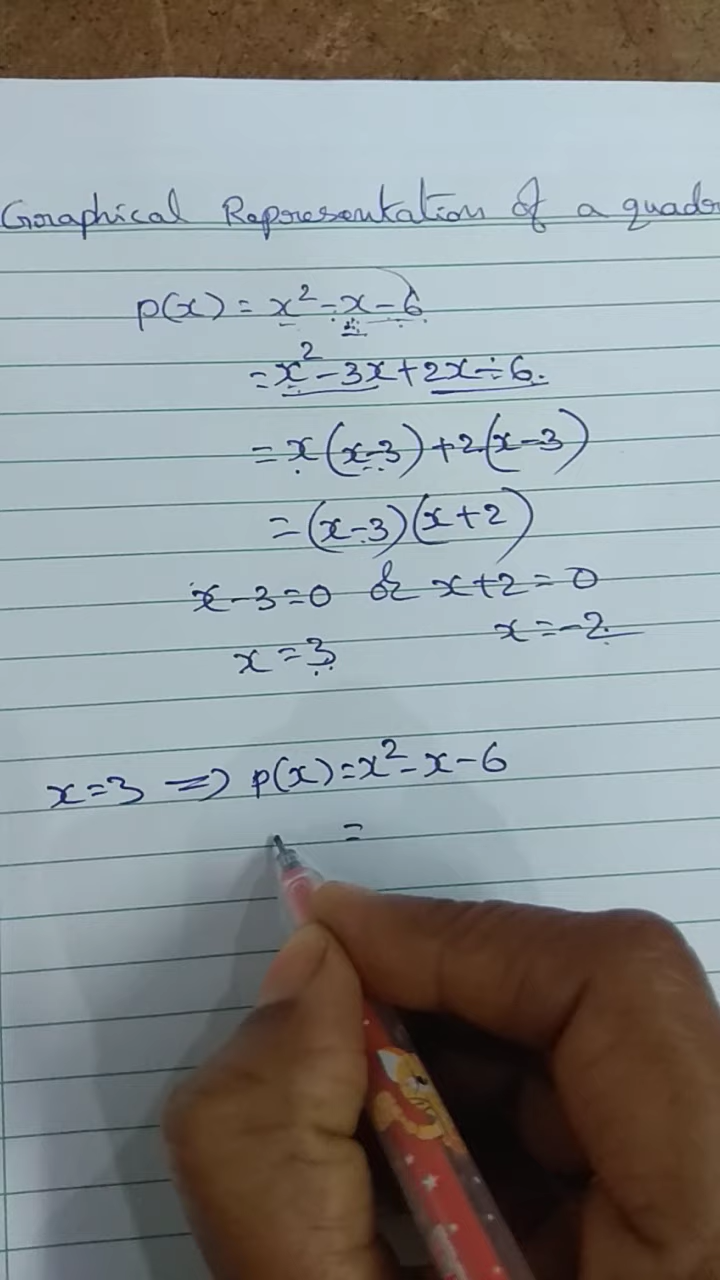 Graphical Representation of a quadr
p(x) = x² - x - 6
= x² - 3x + 2x - 6.
= x(x-3) + 2(x-3)
= (x-3)(x+2)
x-3=0 & x+2=0
x=3 x=-2
x=3 ⇒ p(x)=x²-x-6
=